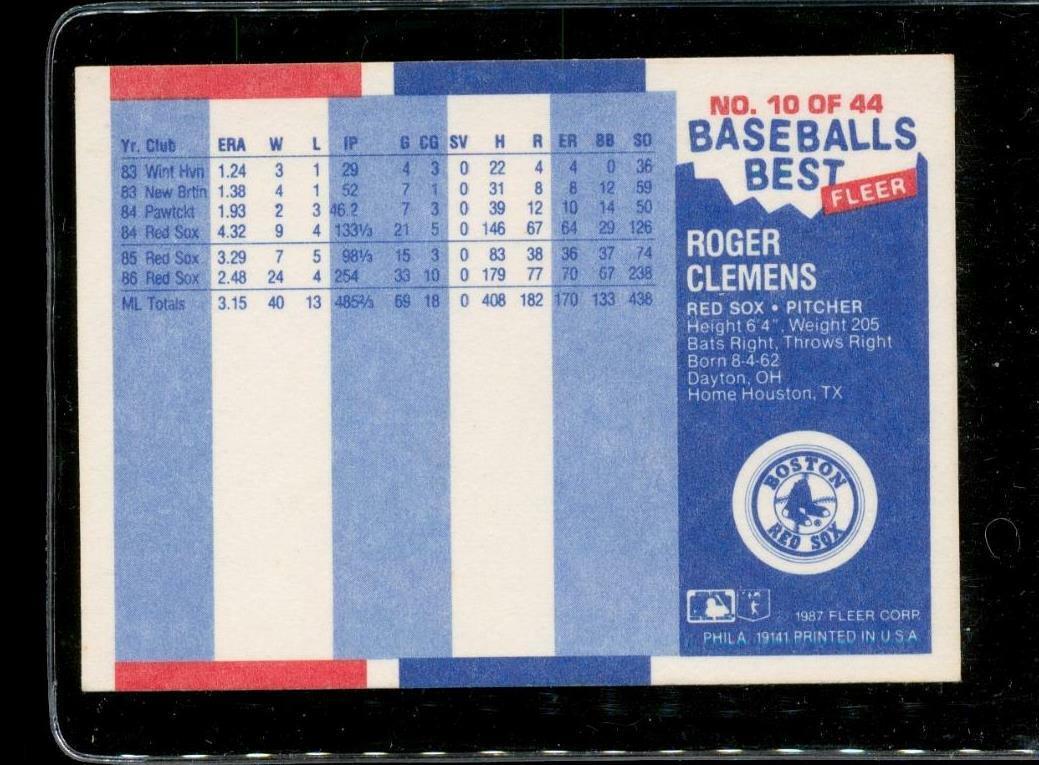 Yr. Club ERA W L IP G CG SV H R ER BB SO
83 Wint Hvn 1.24 3 1 29 4 3 0 22 4 4 0 36
83 New Brtin 1.38 4 1 52 7 1 0 31 8 8 12 59
84 Pawtckt 1.93 2 3 46.2 7 3 0 39 12 10 14 50
84 Red Sox 4.32 9 4 133⅓ 21 5 0 146 67 64 29 126
85 Red Sox 3.29 7 5 98⅓ 15 3 0 83 38 36 37 74
86 Red Sox 2.48 24 4 254 33 10 0 179 77 70 67 238
ML Totals 3.15 40 13 485⅔ 69 18 0 408 182 170 133 438
NO. 10 OF 44
BASEBALLS
BEST
FLEER
ROGER
CLEMENS
RED SOX • PITCHER
Height 6'4", Weight 205
Bats Right, Throws Right
Born 8-4-62
Dayton, OH
Home Houston, TX
BOSTON
RED SOX
®
1987 FLEER CORP.
PHILA. 19141 PRINTED IN U.S.A.